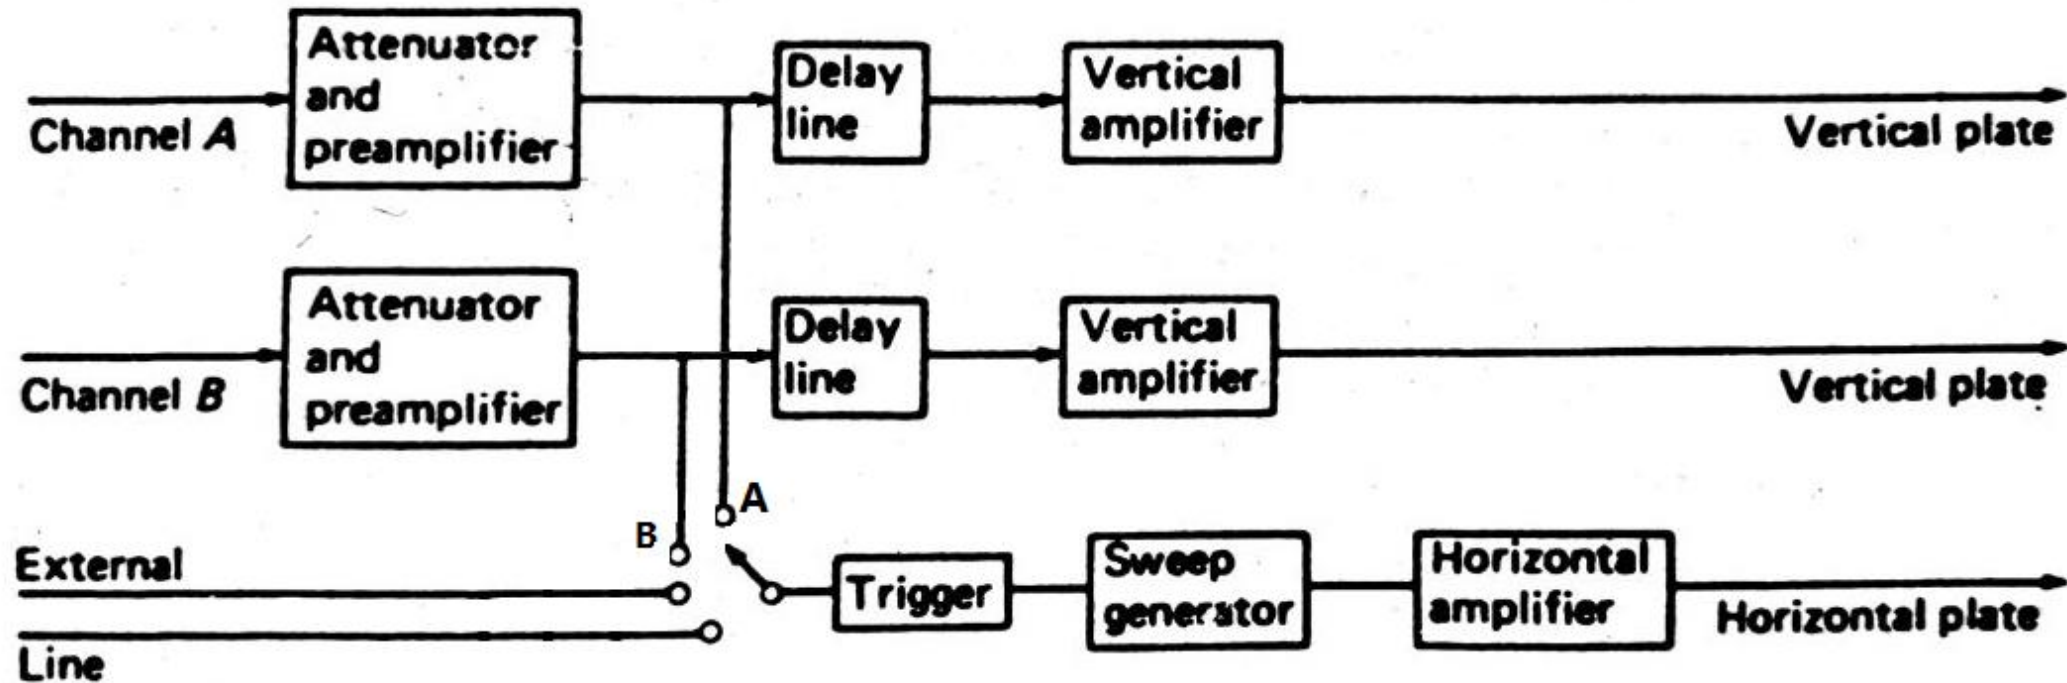 Attenuator
and
preamplifier
Channel A
Delay
line
Vertical
amplifier
Vertical plate
Attenuator
and
preamplifier
Channel B
Delay
line
Vertical
amplifier
Vertical plate
A
B
External
Line
Trigger
Sweep
generator
Horizontal
amplifier
Horizontal plate